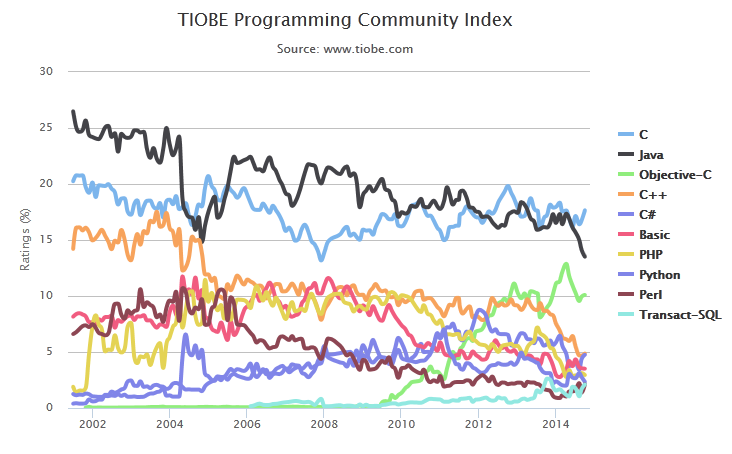 TIOBE Programming Community Index
Source: www.tiobe.com
Ratings (%)
30
25
20
15
10
5
0
2002 2004 2006 2008 2010 2012 2014
C
Java
Objective-C
C++
C#
Basic
PHP
Python
Perl
Transact-SQL